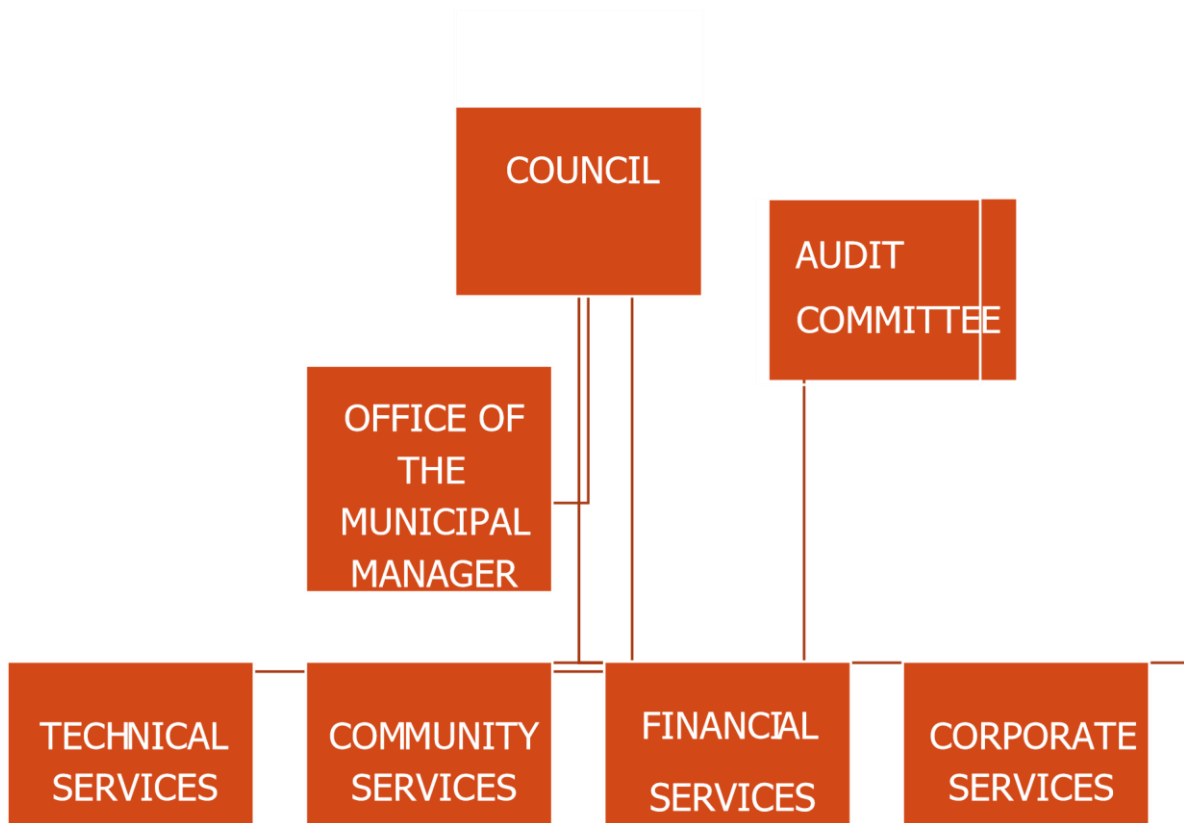 COUNCIL
AUDIT
COMMITTEE
OFFICE OF
THE
MUNICIPAL
MANAGER
TECHNICAL
SERVICES
COMMUNITY
SERVICES
FINANCIAL
SERVICES
CORPORATE
SERVICES